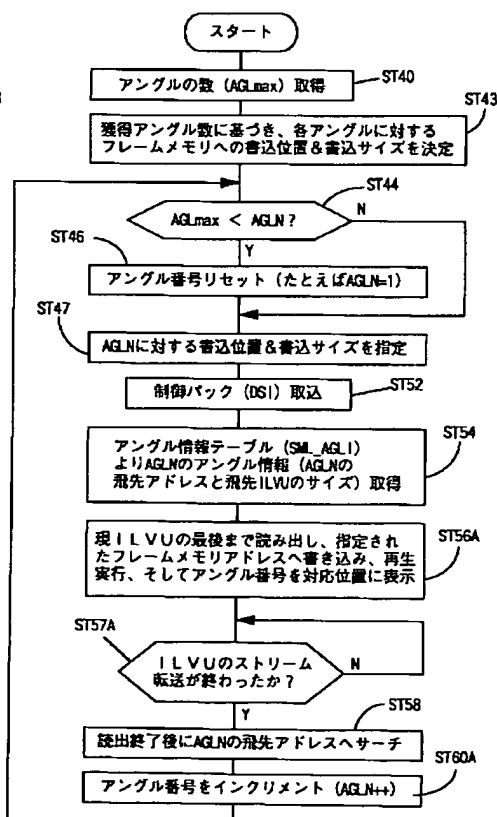 スタート
アングルの数 (AGLmax) 取得
ST40
ST43
獲得アングル数に基づき、各アングルに対する
フレームメモリへの書込位置&書込サイズを決定
ST44
AGLmax < AGLN?
N
Y
ST46
アングル番号リセット (たとえばAGLN=1)
ST47
AGLNに対する書込位置&書込サイズを指定
制御パック (DSI) 取込
ST52
アングル情報テーブル (SML_AGLI)
よりAGLNのアングル情報 (AGLNの
飛先アドレスと飛先ILVUのサイズ) 取得
ST54
現ILVUの最後まで読み出し、指定され
たフレームメモリアドレスへ書き込み、再生
実行、そしてアングル番号を対応位置に表示
ST56A
ST57A
ILVUのストリーム
転送が終わったか?
N
Y
ST58
読出終了後にAGLNの飛先アドレスへサーチ
ST60A
アングル番号をインクリメント (AGLN++)